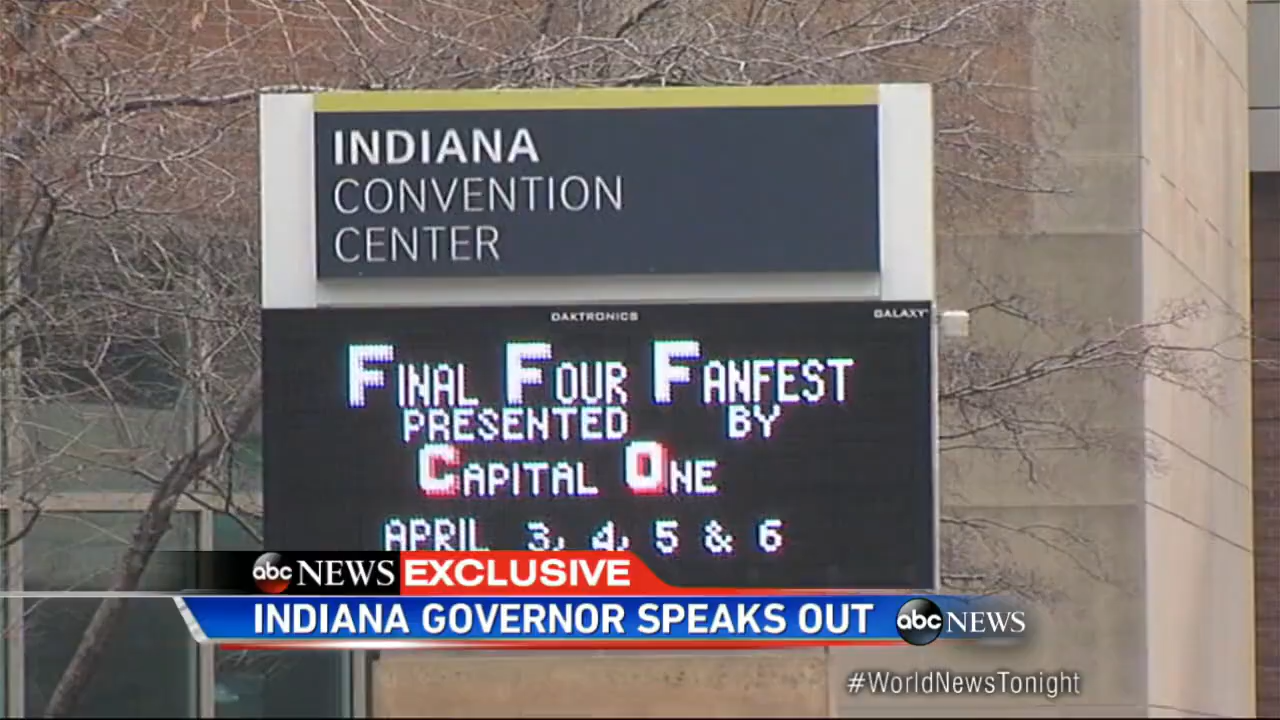 INDIANA
CONVENTION
CENTER
DAKTRONICS
GALAXY
FINAL FOUR FANFEST
PRESENTED BY
CAPITAL ONE
APRIL 3, 4, 5 & 6
abc NEWS EXCLUSIVE
INDIANA GOVERNOR SPEAKS OUT abc NEWS
#WorldNewsTonight